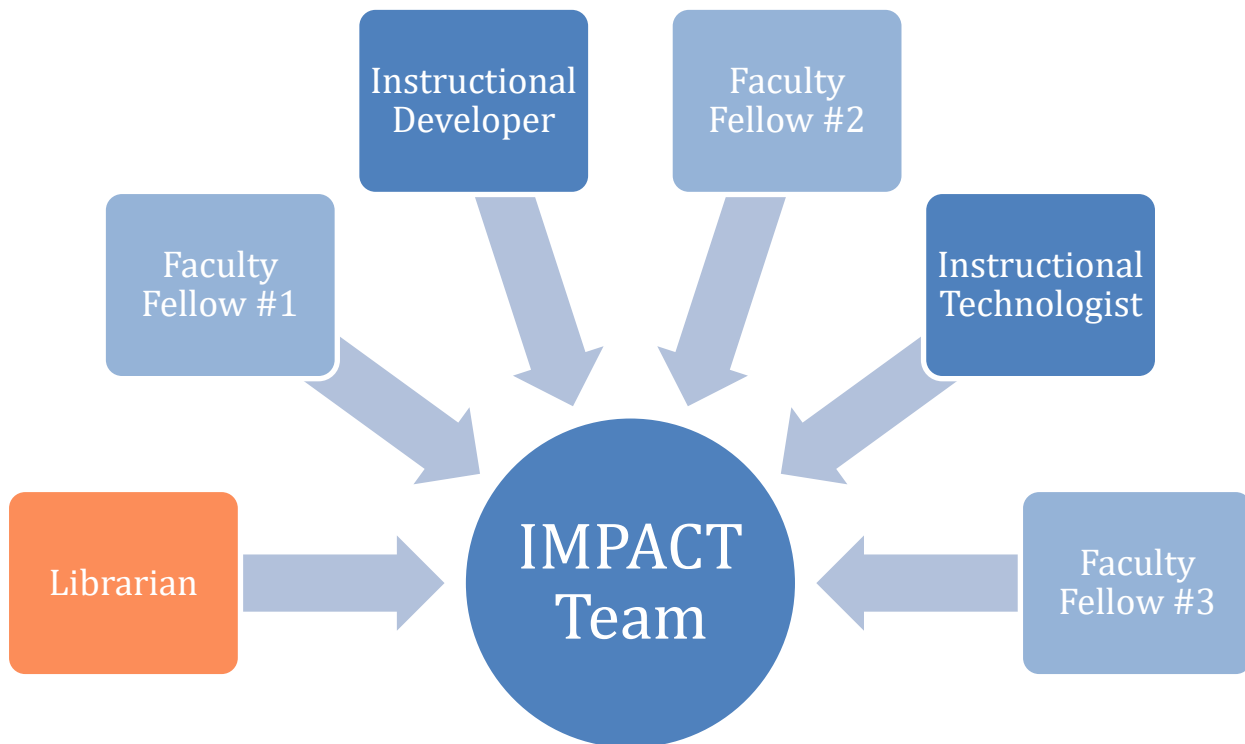 Instructional
Developer
Faculty
Fellow #2
Faculty
Fellow #1
Instructional
Technologist
Librarian
IMPACT
Team
Faculty
Fellow #3